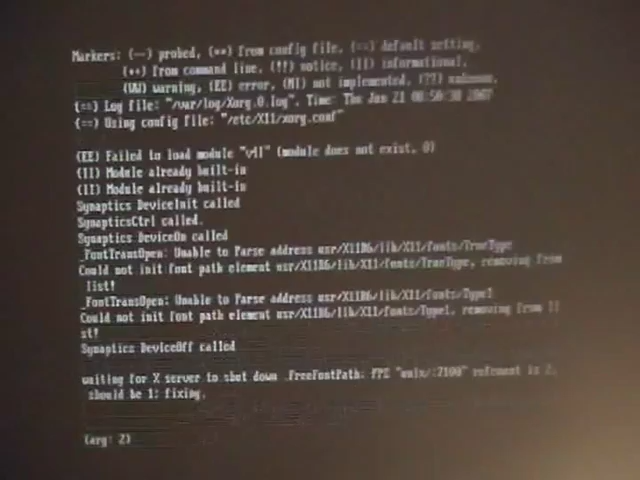 Markers: (--) probed, (**) from config file, (==) default setting,
(++) from command line, (!!) notice, (II) informational,
(WW) warning, (EE) error, (NI) not implemented, (??) unknown.
(==) Log file: "/var/log/Xorg.0.log", Time: Thu Jun 21 08:50:30 2007
(==) Using config file: "/etc/X11/xorg.conf"
(EE) Failed to load module "v4l" (module does not exist, 0)
(II) Module already built-in
(II) Module already built-in
Synaptics DeviceInit called
SynapticsCtrl called.
Synaptics DeviceOn called
_FontTransOpen: Unable to Parse address usr/X11R6/lib/X11/fonts/TrueType
Could not init font path element usr/X11R6/lib/X11/fonts/TrueType, removing from
list!
_FontTransOpen: Unable to Parse address usr/X11R6/lib/X11/fonts/Type1
Could not init font path element usr/X11R6/lib/X11/fonts/Type1, removing from li
st!
Synaptics DeviceOff called
waiting for X server to shut down .FreeFontPath: FPE "unix/:7100" refcount is 2,
should be 1; fixing.
(arg: 2)